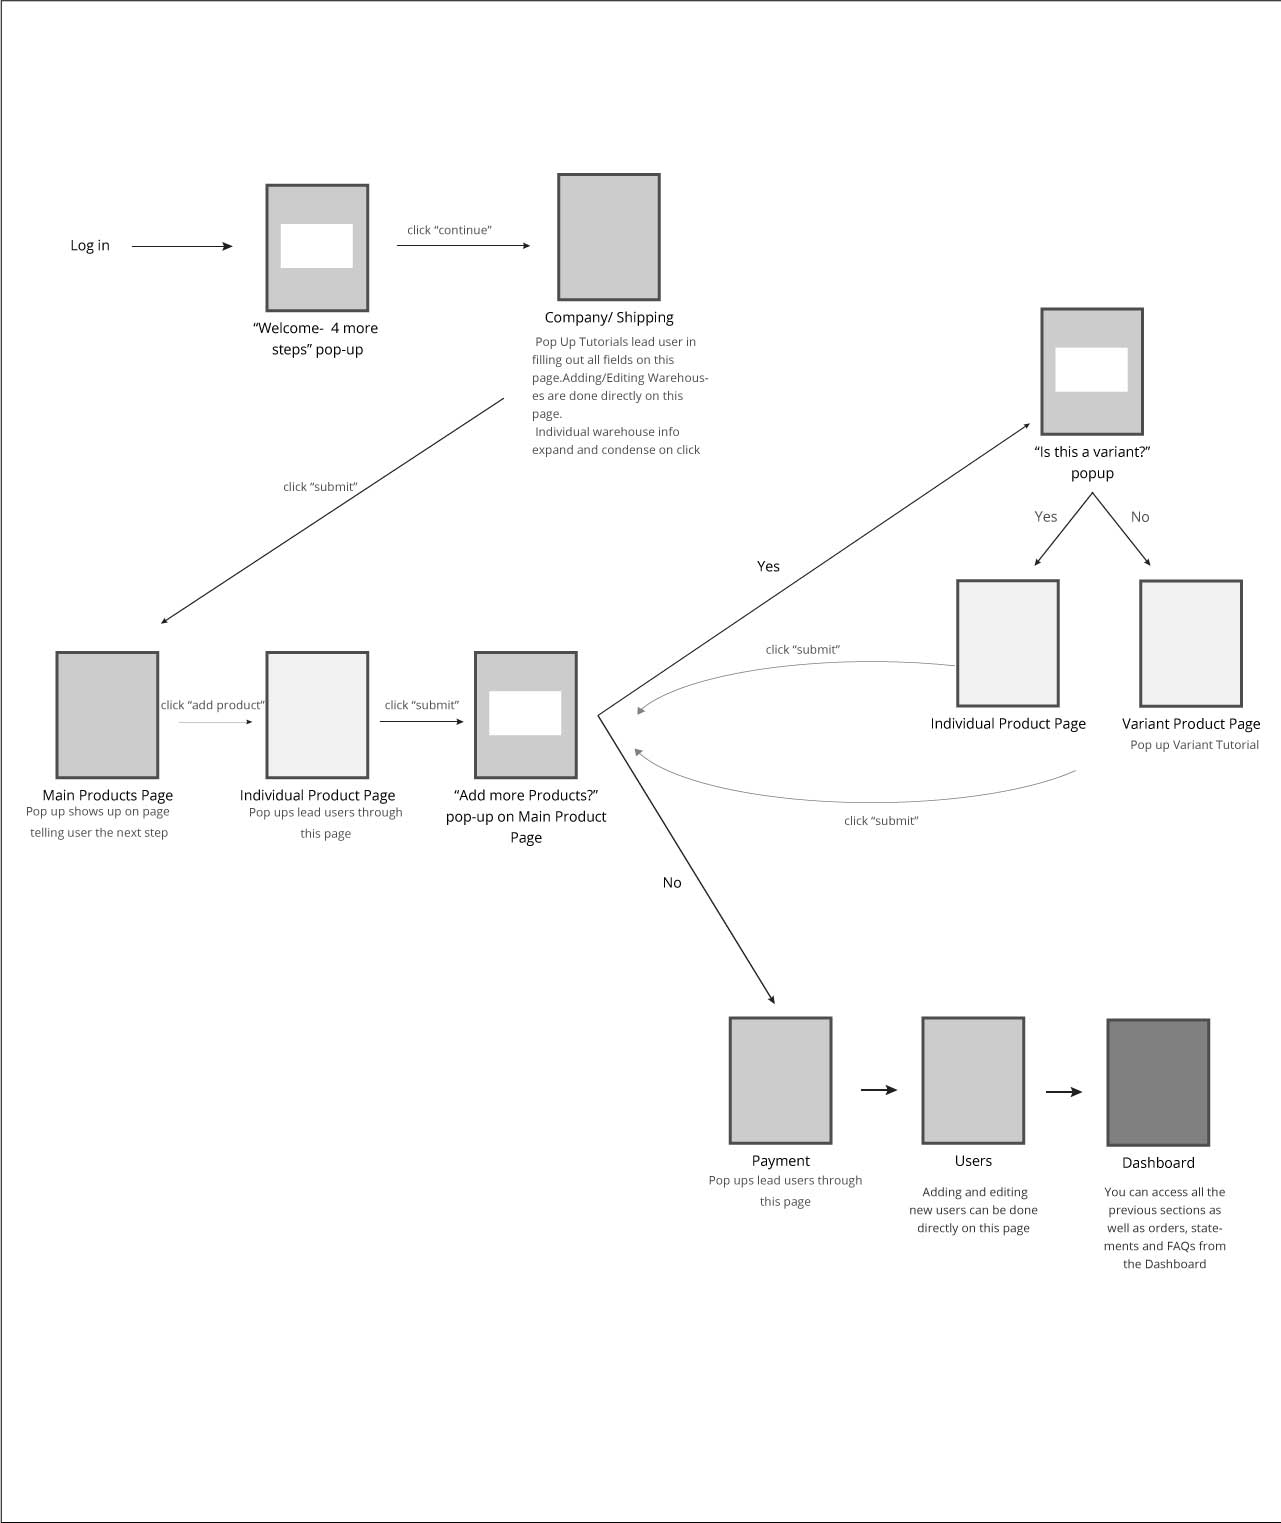 Log in
click “continue”
“Welcome-  4 more
steps” pop-up
Company/ Shipping
Pop Up Tutorials lead user in
filling out all fields on this
page.Adding/Editing Warehous-
es are done directly on this
page.
Individual warehouse info
expand and condense on click
click “submit”
“Is this a variant?”
popup
Yes
No
Yes
click “submit”
Individual Product Page
Variant Product Page
Pop up Variant Tutorial
click “submit”
click “add product”
click “submit”
Main Products Page
Pop up shows up on page
telling user the next step
Individual Product Page
Pop ups lead users through
this page
“Add more Products?”
pop-up on Main Product
Page
No
Payment
Pop ups lead users through
this page
Users
Adding and editing
new users can be done
directly on this page
Dashboard
You can access all the
previous sections as
well as orders, state-
ments and FAQs from
the Dashboard